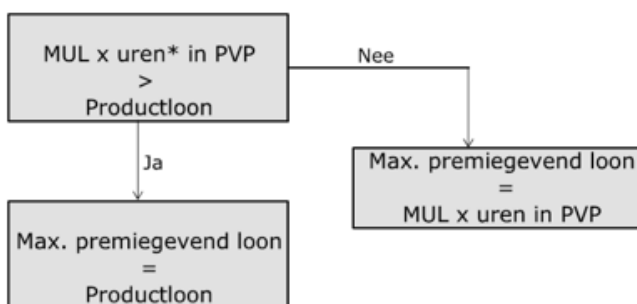 MUL x uren* in PVP
>
Productloon
Nee
Ja
Max. premiegevend loon
=
MUL x uren in PVP
Max. premiegevend loon
=
Productloon